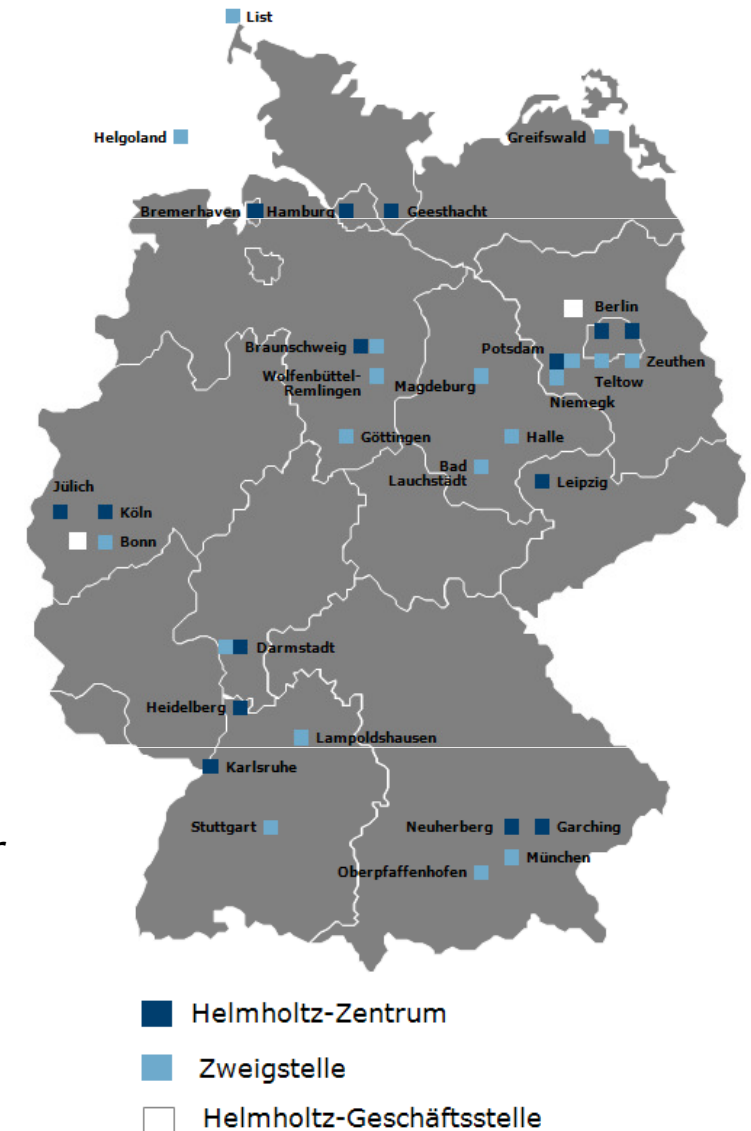 List
Helgoland
Greifswald
Bremerhaven
Hamburg
Geesthacht
Berlin
Braunschweig
Potsdam
Zeuthen
Wolfenbüttel-
Remlingen
Magdeburg
Teltow
Niemegk
Göttingen
Halle
Bad
Lauchstädt
Leipzig
Jülich
Köln
Bonn
Darmstadt
Heidelberg
Lampoldshausen
Karlsruhe
Stuttgart
Neuherberg
Garching
München
Oberpfaffenhofen
Helmholtz-Zentrum
Zweigstelle
Helmholtz-Geschäftsstelle